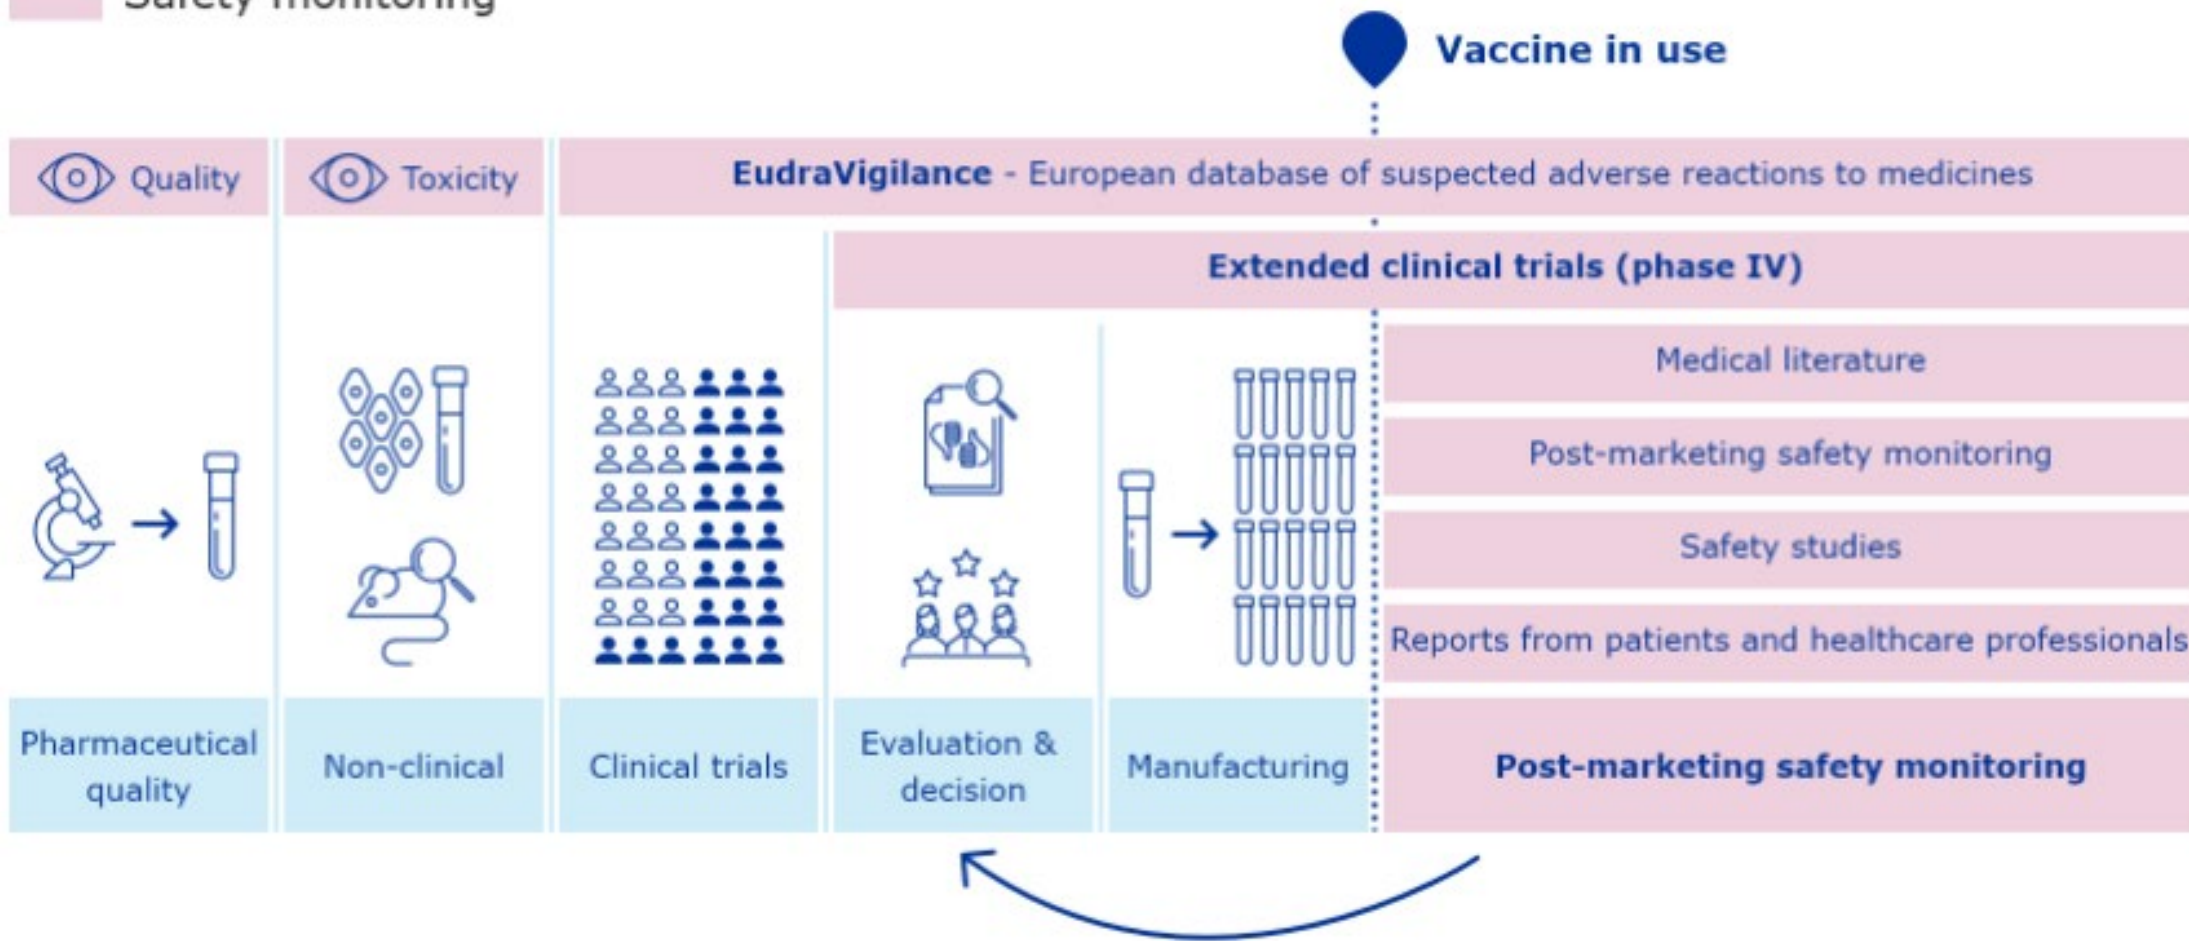 Safety monitoring
Vaccine in use
Quality
Toxicity
EudraVigilance - European database of suspected adverse reactions to medicines
Extended clinical trials (phase IV)
Medical literature
Post-marketing safety monitoring
Safety studies
Reports from patients and healthcare professionals
Pharmaceutical
quality
Non-clinical
Clinical trials
Evaluation &
decision
Manufacturing
Post-marketing safety monitoring